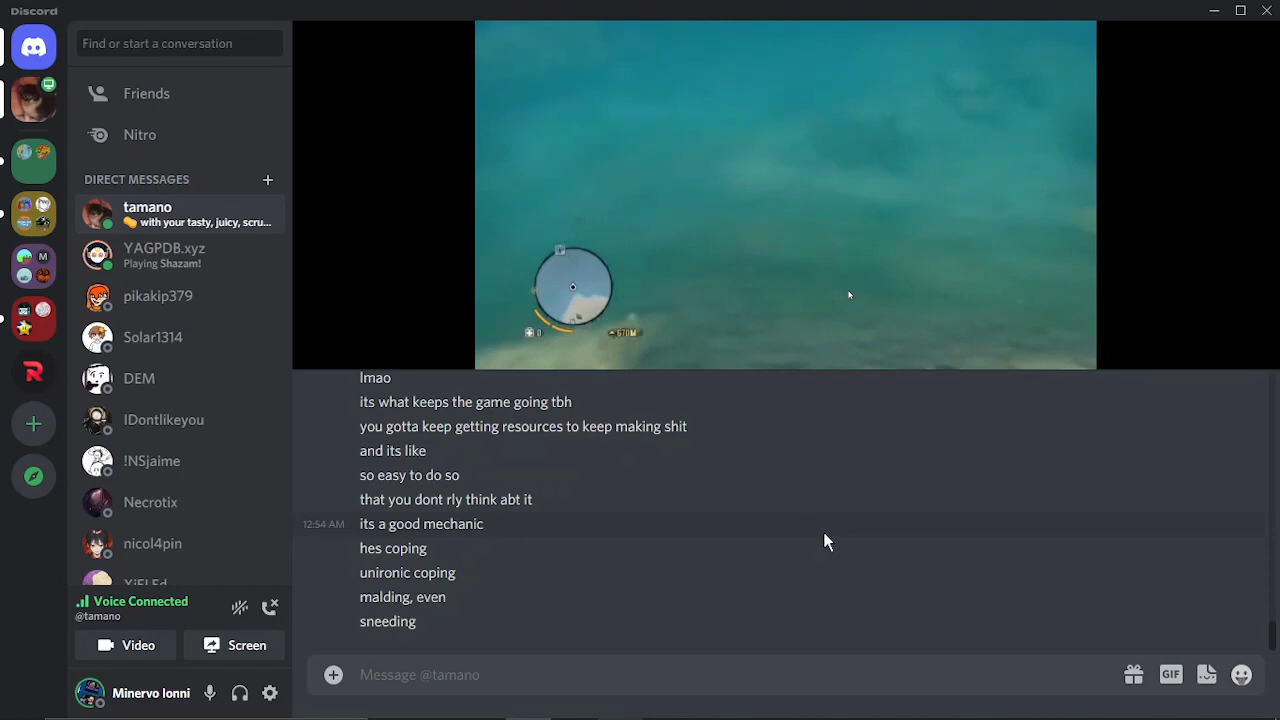 Discord
Find or start a conversation
Friends
Nitro
DIRECT MESSAGES
tamano
with your tasty, juicy, scru...
YAGPDB.xyz
Playing Shazam!
pikakip379
Solar1314
DEM
IDontlikeyou
!NSjaime
Necrotix
nicol4pin
Voice Connected
@tamano
Video
Screen
Minervo Ionni
0
670M
lmao
its what keeps the game going tbh
you gotta keep getting resources to keep making shit
and its like
so easy to do so
that you dont rly think abt it
12:54 AM its a good mechanic
hes coping
unironic coping
malding, even
sneeding
Message @tamano
GIF